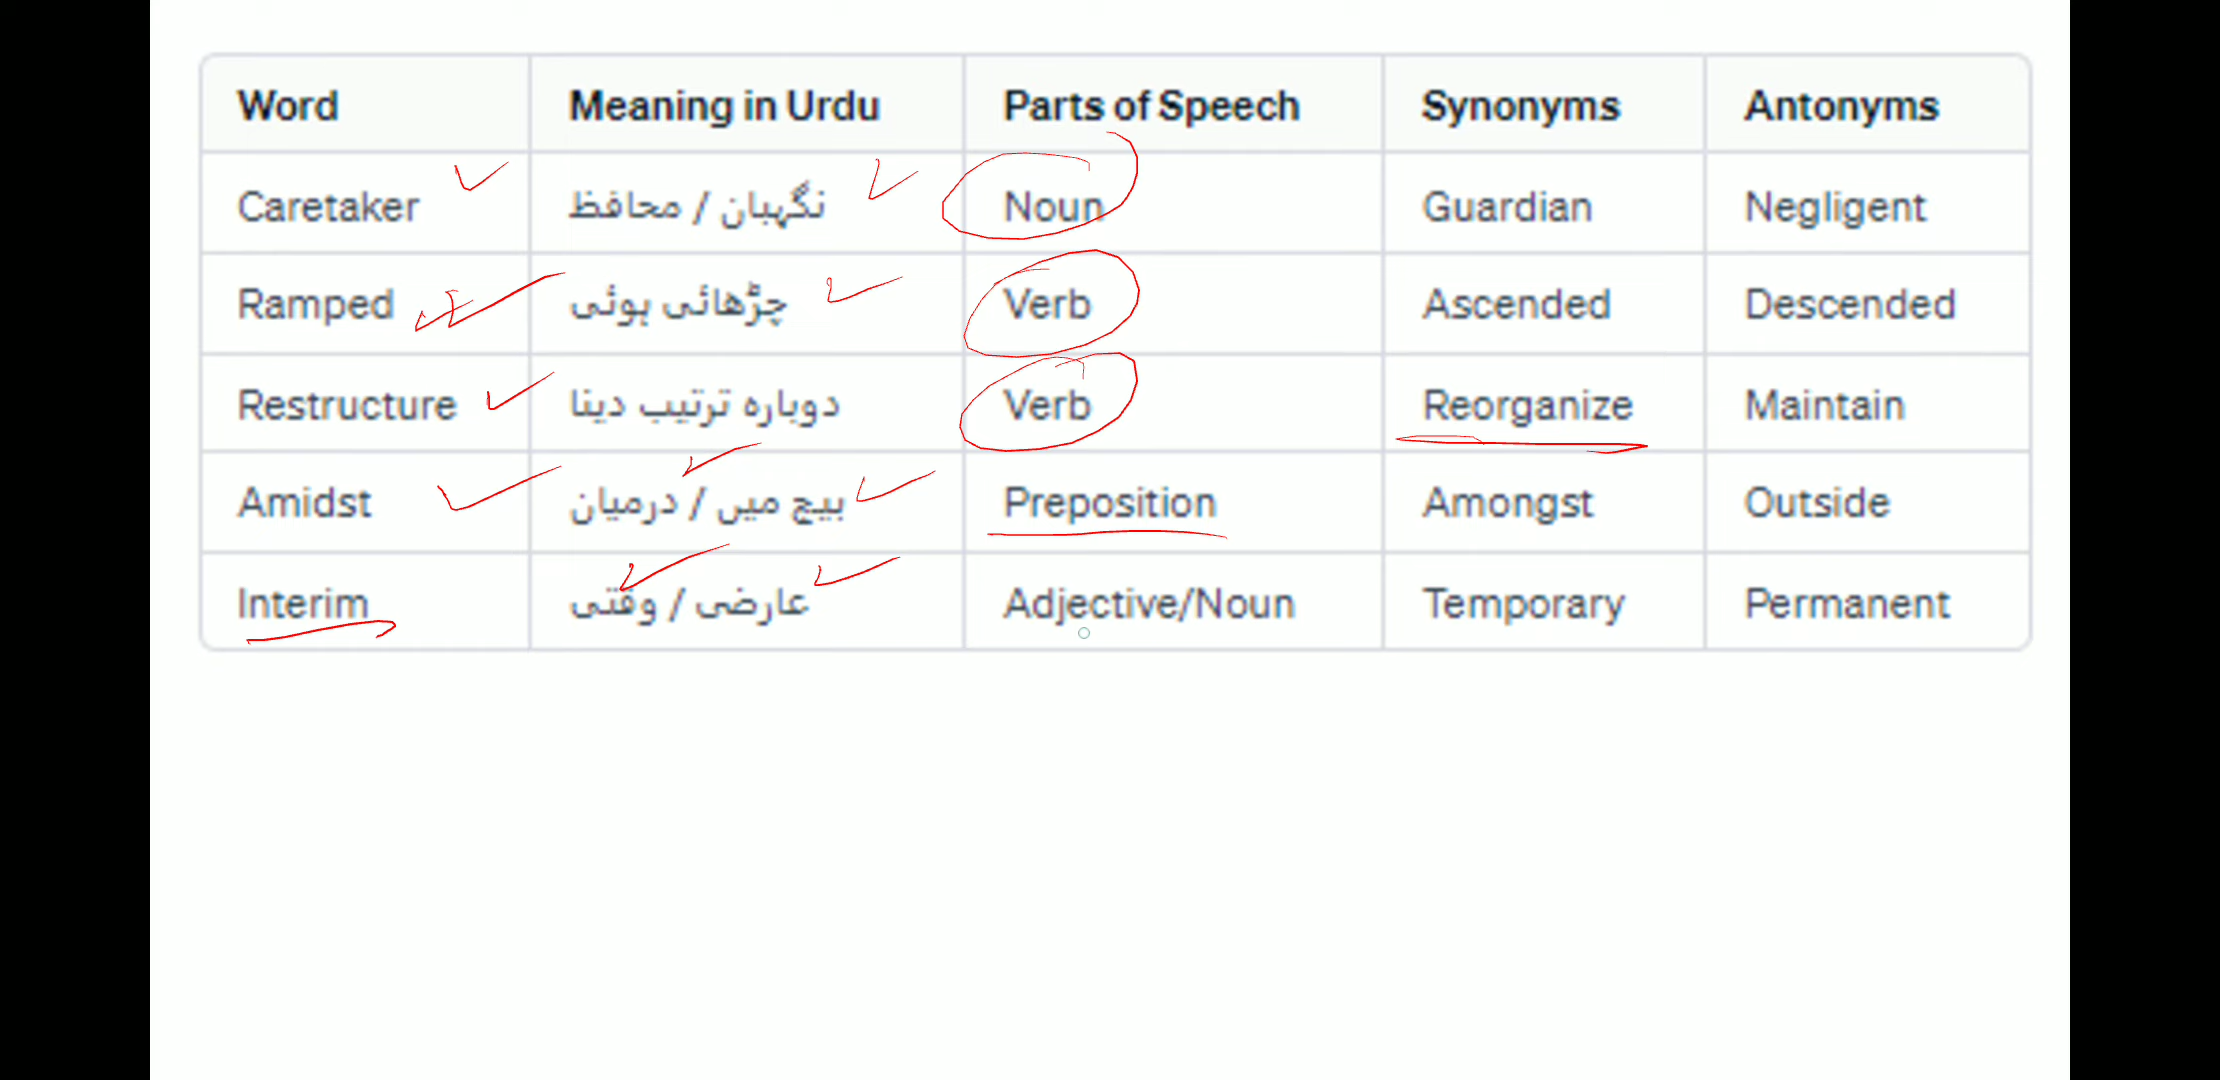 Word Meaning in Urdu Parts of Speech Synonyms Antonyms
Caretaker نگہبان / محافظ Noun Guardian Negligent
Ramped چڑھائی ہوئی Verb Ascended Descended
Restructure دوبارہ ترتیب دینا Verb Reorganize Maintain
Amidst بیچ میں / درمیان Preposition Amongst Outside
Interim عارضی / وقتی Adjective/Noun Temporary Permanent